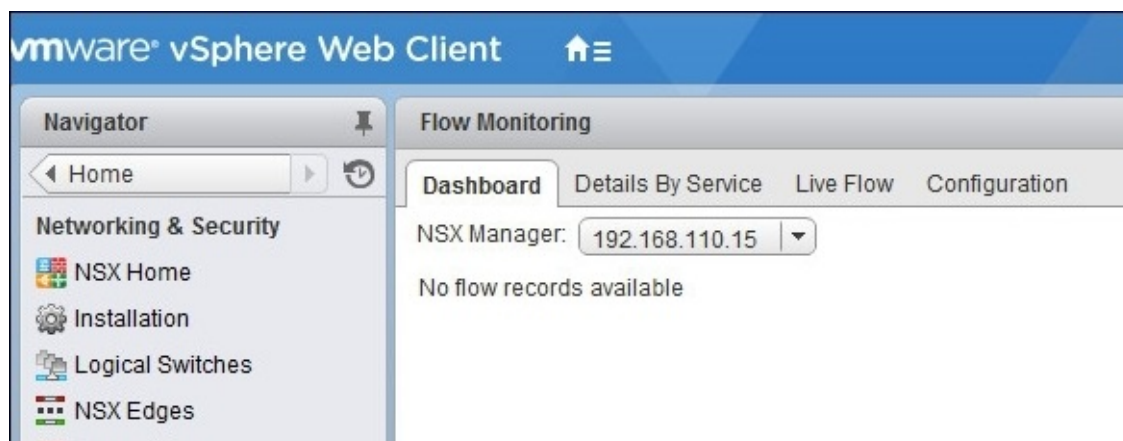 vmware® vSphere Web Client
Navigator
Home
Networking & Security
NSX Home
Installation
Logical Switches
NSX Edges
Flow Monitoring
Dashboard Details By Service Live Flow Configuration
NSX Manager: 192.168.110.15
No flow records available